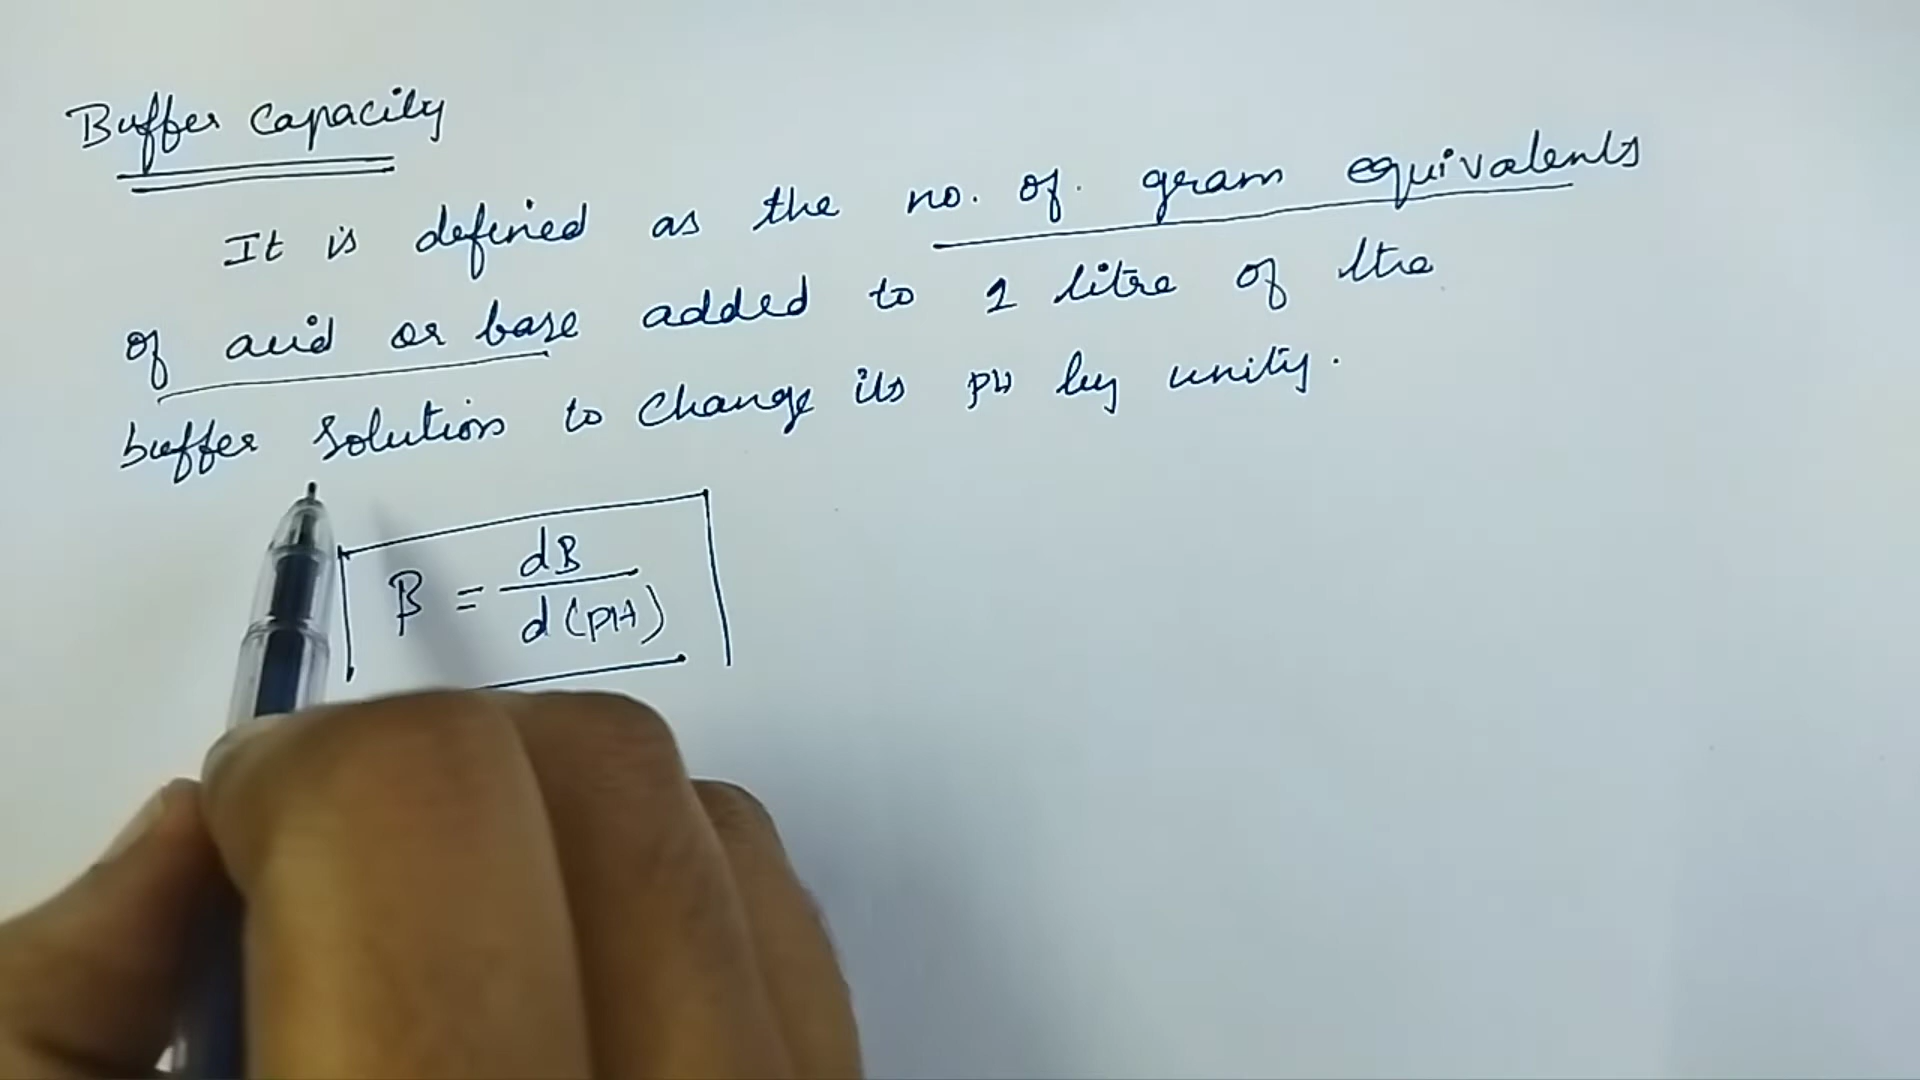 Buffer capacity
It is defined as the no. of. gram equivalents
of acid or base added to 1 litre of the
buffer solution to change its pH by unity.
β = dB / d(PH)